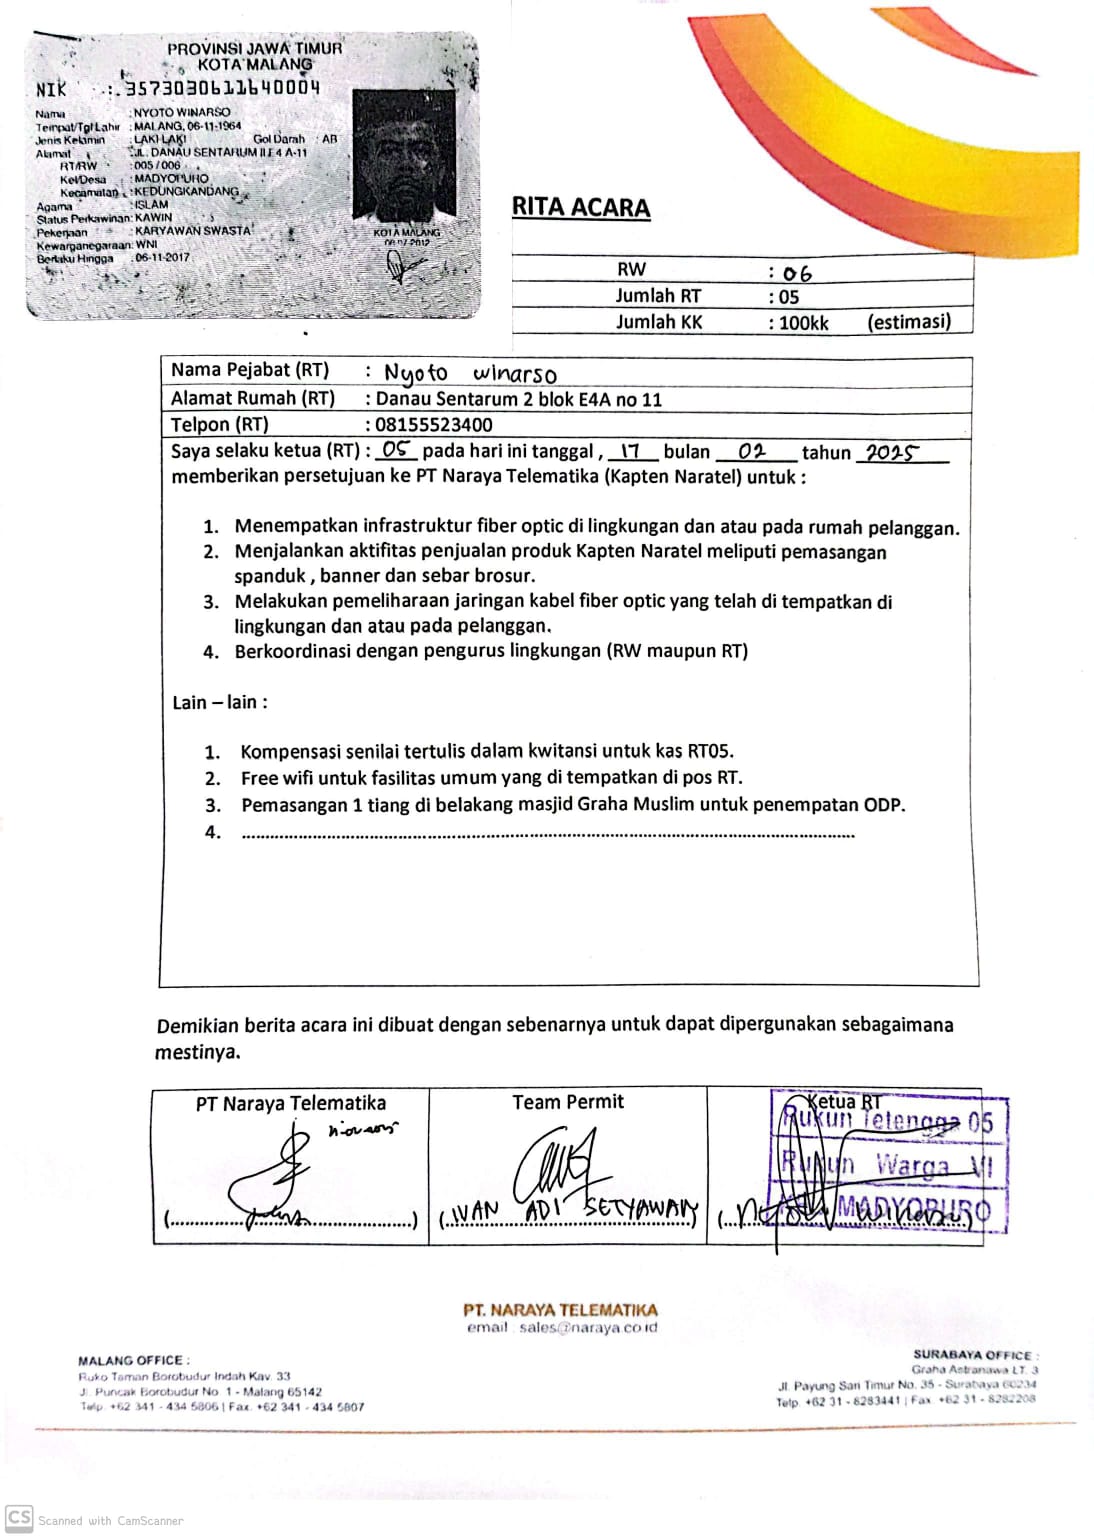 PROVINSI JAWA TIMUR
KOTA MALANG
NIK : 3573030611640004
Nama : NYOTO WINARSO
Tempat/Tgl Lahir : MALANG, 06-11-1964
Jenis Kelamin : LAKI-LAKI Gol Darah : AB
Alamat : JL. DANAU SENTARUM II E4 A-11
RT/RW : 005 / 006
Kel/Desa : MADYOPURO
Kecamatan : KEDUNGKANDANG
Agama : ISLAM
Status Perkawinan: KAWIN
Pekerjaan : KARYAWAN SWASTA
Kewarganegaraan: WNI
Berlaku Hingga : 06-11-2017
KOTA MALANG
08-07-2012
RITA ACARA
RW : 06
Jumlah RT : 05
Jumlah KK : 100kk (estimasi)
Nama Pejabat (RT) : Nyoto winarso
Alamat Rumah (RT) : Danau Sentarum 2 blok E4A no 11
Telpon (RT) : 08155523400
Saya selaku ketua (RT) : 05 pada hari ini tanggal , 17 bulan 02 tahun 2025
memberikan persetujuan ke PT Naraya Telematika (Kapten Naratel) untuk :
1. Menempatkan infrastruktur fiber optic di lingkungan dan atau pada rumah pelanggan.
2. Menjalankan aktifitas penjualan produk Kapten Naratel meliputi pemasangan
spanduk , banner dan sebar brosur.
3. Melakukan pemeliharaan jaringan kabel fiber optic yang telah di tempatkan di
lingkungan dan atau pada pelanggan.
4. Berkoordinasi dengan pengurus lingkungan (RW maupun RT)
Lain – lain :
1. Kompensasi senilai tertulis dalam kwitansi untuk kas RT05.
2. Free wifi untuk fasilitas umum yang di tempatkan di pos RT.
3. Pemasangan 1 tiang di belakang masjid Graha Muslim untuk penempatan ODP.
4. ........................................
Demikian berita acara ini dibuat dengan sebenarnya untuk dapat dipergunakan sebagaimana
mestinya.
PT Naraya Telematika Team Permit Ketua RT
Rukun Tetengga 05
Rukun Warga VI
MADYOPURO
(IVAN ADI SETYAWAN)
PT. NARAYA TELEMATIKA
email : sales@naraya.co.id
MALANG OFFICE :
Ruko Taman Borobudur Indah Kav. 33
Jl. Puncak Borobudur No. 1 - Malang 65142
Telp. +62 341 - 434 5806 | Fax. +62 341 - 434 5807
SURABAYA OFFICE :
Graha Astranawa LT. 3
Jl. Payung Sari Timur No. 35 - Surabaya 60234
Telp. +62 31 - 8283441 | Fax. +62 31 - 8282208
CS Scanned with CamScanner